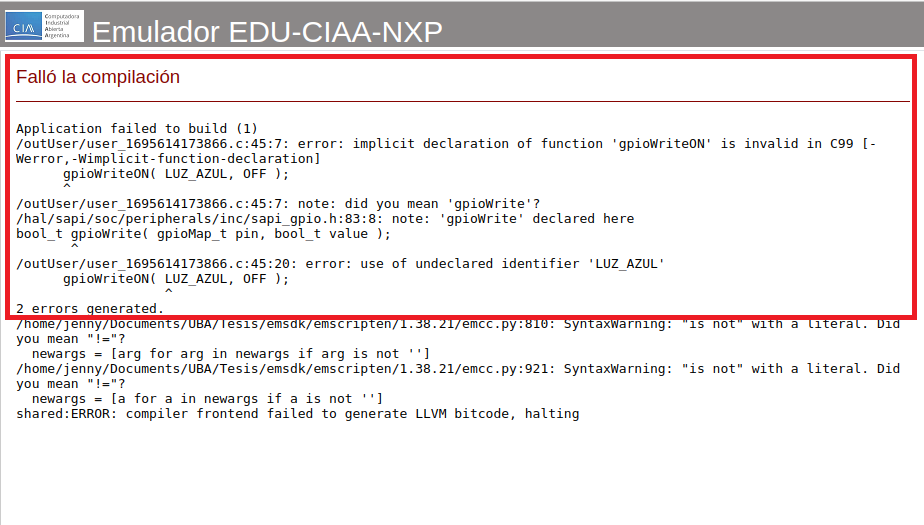 CIAA
Computadora
Industrial
Abierta
Argentina
Emulador EDU-CIAA-NXP
Falló la compilación
Application failed to build (1)
/outUser/user_1695614173866.c:45:7: error: implicit declaration of function 'gpioWriteON' is invalid in C99 [-
Werror,-Wimplicit-function-declaration]
gpioWriteON( LUZ_AZUL, OFF );
^
/outUser/user_1695614173866.c:45:7: note: did you mean 'gpioWrite'?
/hal/sapi/soc/peripherals/inc/sapi_gpio.h:83:8: note: 'gpioWrite' declared here
bool_t gpioWrite( gpioMap_t pin, bool_t value );
^
/outUser/user_1695614173866.c:45:20: error: use of undeclared identifier 'LUZ_AZUL'
gpioWriteON( LUZ_AZUL, OFF );
^
2 errors generated.
/home/jenny/Documents/UBA/Tesis/emsdk/emscripten/1.38.21/emcc.py:810: SyntaxWarning: "is not" with a literal. Did
you mean "!="?
newargs = [arg for arg in newargs if arg is not '']
/home/jenny/Documents/UBA/Tesis/emsdk/emscripten/1.38.21/emcc.py:921: SyntaxWarning: "is not" with a literal. Did
you mean "!="?
newargs = [a for a in newargs if a is not '']
shared:ERROR: compiler frontend failed to generate LLVM bitcode, halting